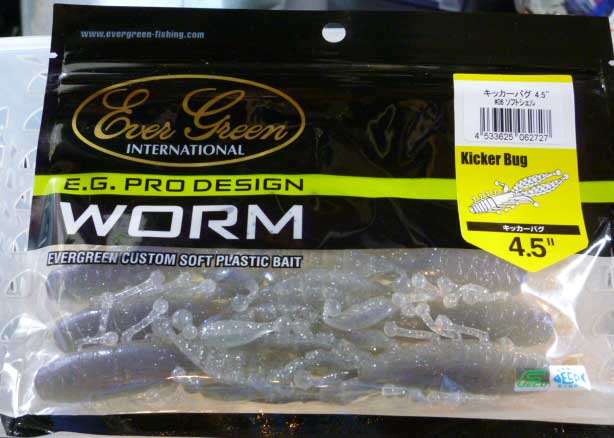 www.evergreen-fishing.com
Ever Green
INTERNATIONAL
E.G. PRO DESIGN
WORM
EVERGREEN CUSTOM SOFT PLASTIC BAIT
キッカーバグ 4.5"
#06 ソフトシェル
4 533625 062727
Kicker Bug
キッカーバグ
4.5"